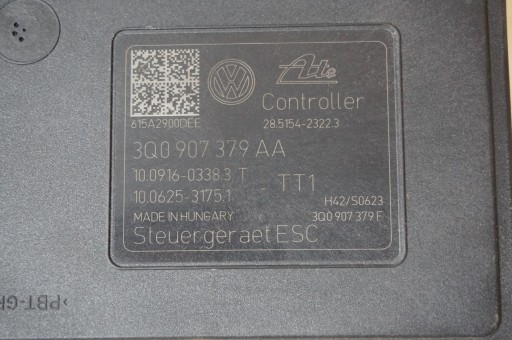 VW Ate
Controller
615A2900DEE 28.5154-2322.3
3Q0 907 379 AA
10.0916-0338.3 T
TT1
10.0625-3175.1 H42/S0623
MADE IN HUNGARY 3Q0 907 379 F
Steuergeraet ESC
>PBT-G